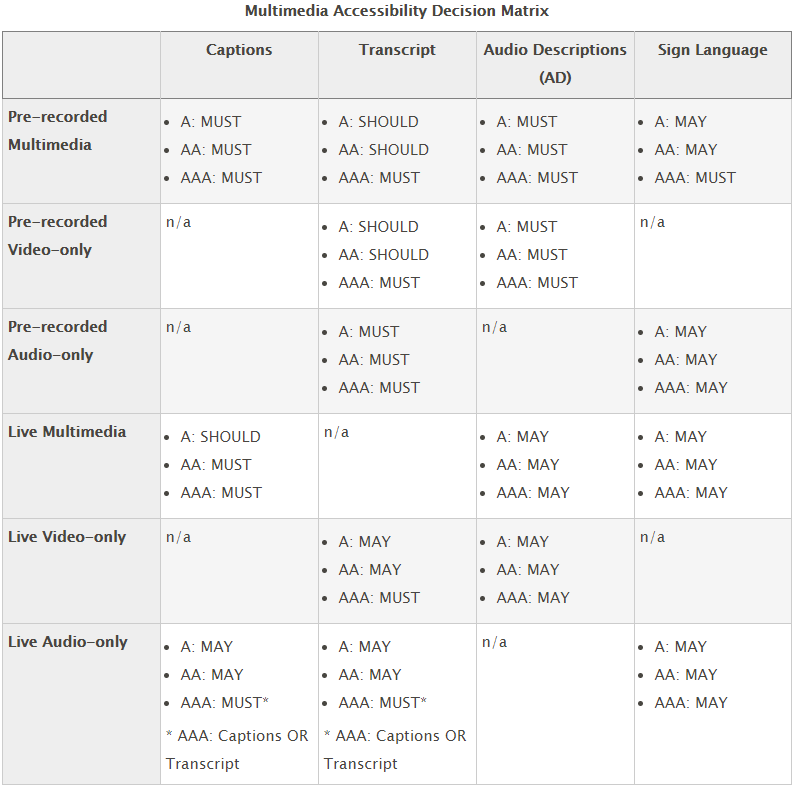 Multimedia Accessibility Decision Matrix
Captions
Transcript
Audio Descriptions
(AD)
Sign Language
Pre-recorded
Multimedia
• A: MUST
• AA: MUST
• AAA: MUST
• A: SHOULD
• AA: SHOULD
• AAA: MUST
• A: MUST
• AA: MUST
• AAA: MUST
• A: MAY
• AA: MAY
• AAA: MUST
Pre-recorded
Video-only
n/a
• A: SHOULD
• AA: SHOULD
• AAA: MUST
• A: MUST
• AA: MUST
• AAA: MUST
n/a
Pre-recorded
Audio-only
n/a
• A: MUST
• AA: MUST
• AAA: MUST
n/a
• A: MAY
• AA: MAY
• AAA: MAY
Live Multimedia
• A: SHOULD
• AA: MUST
• AAA: MUST
n/a
• A: MAY
• AA: MAY
• AAA: MAY
• A: MAY
• AA: MAY
• AAA: MAY
Live Video-only
n/a
• A: MAY
• AA: MAY
• AAA: MUST
• A: MAY
• AA: MAY
• AAA: MAY
n/a
Live Audio-only
• A: MAY
• AA: MAY
• AAA: MUST*
* AAA: Captions OR
Transcript
• A: MAY
• AA: MAY
• AAA: MUST*
* AAA: Captions OR
Transcript
n/a
• A: MAY
• AA: MAY
• AAA: MAY